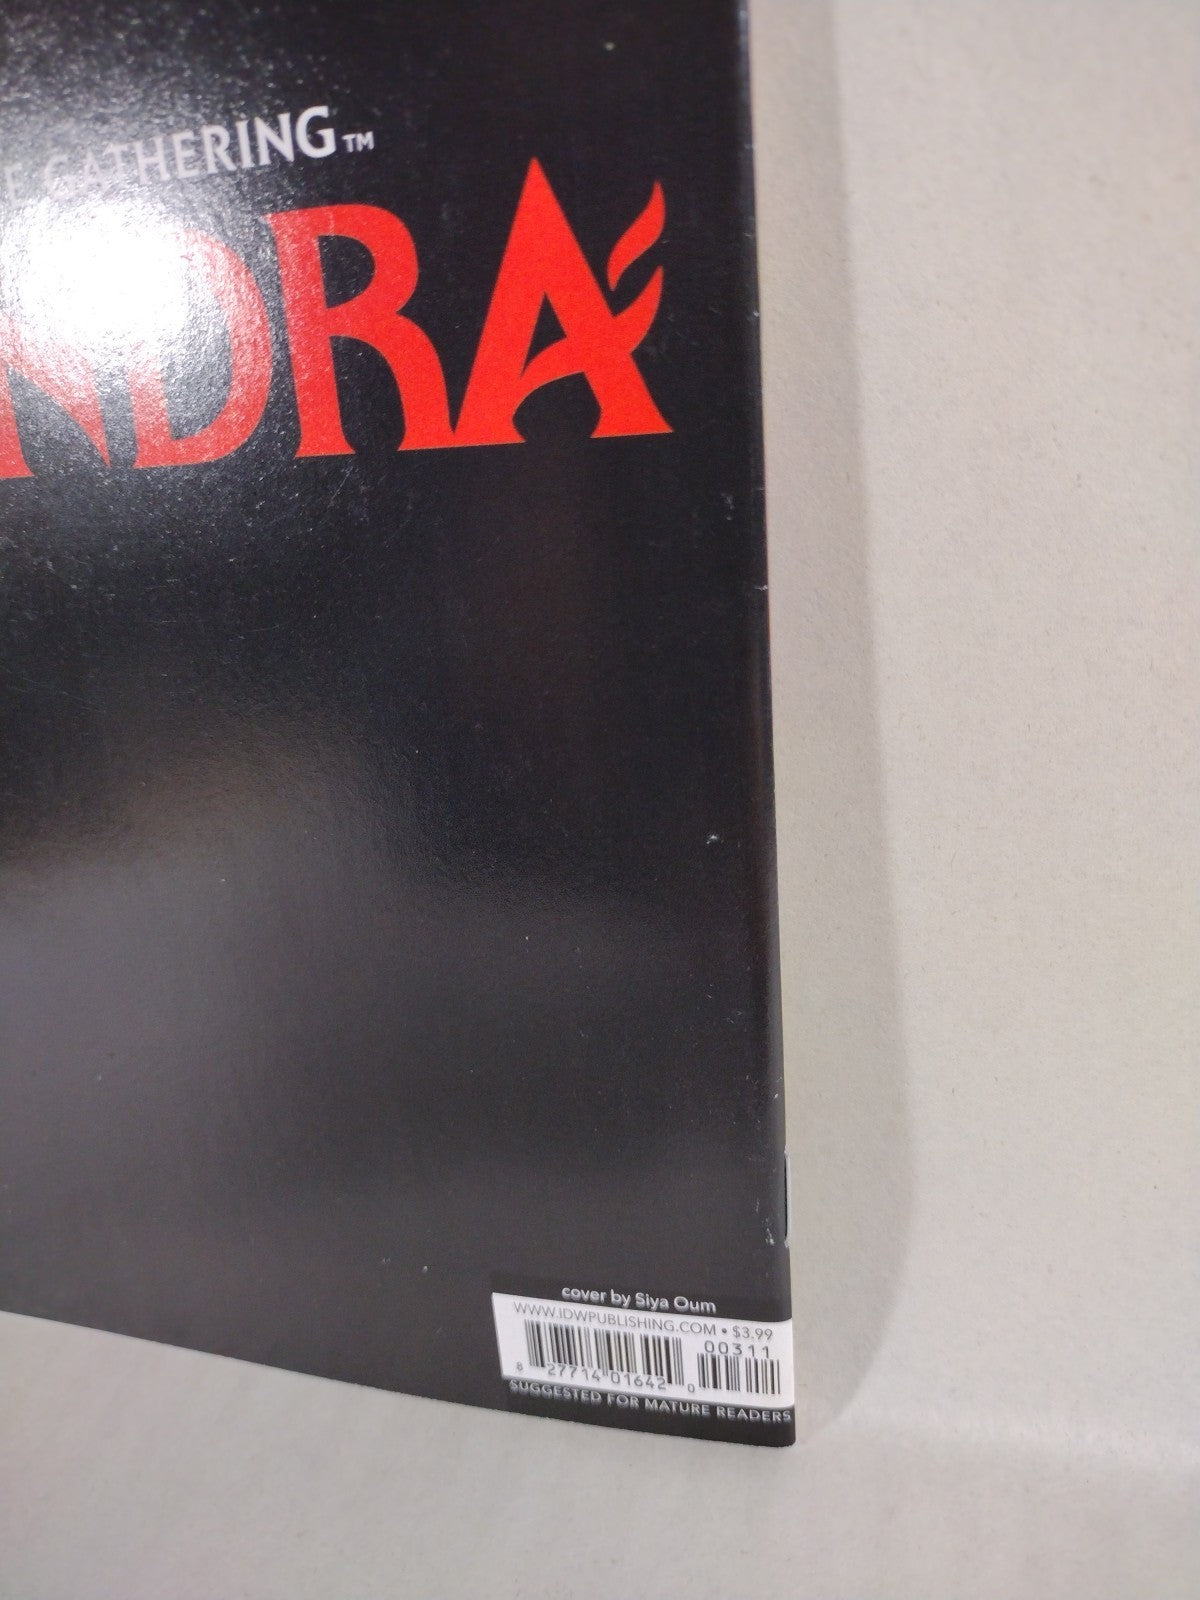 GATHERING™
NDRA
cover by Siya Oum
WWW.IDWPUBLISHING.COM • $3.99
00311
8 27714 01642 0
SUGGESTED FOR MATURE READERS